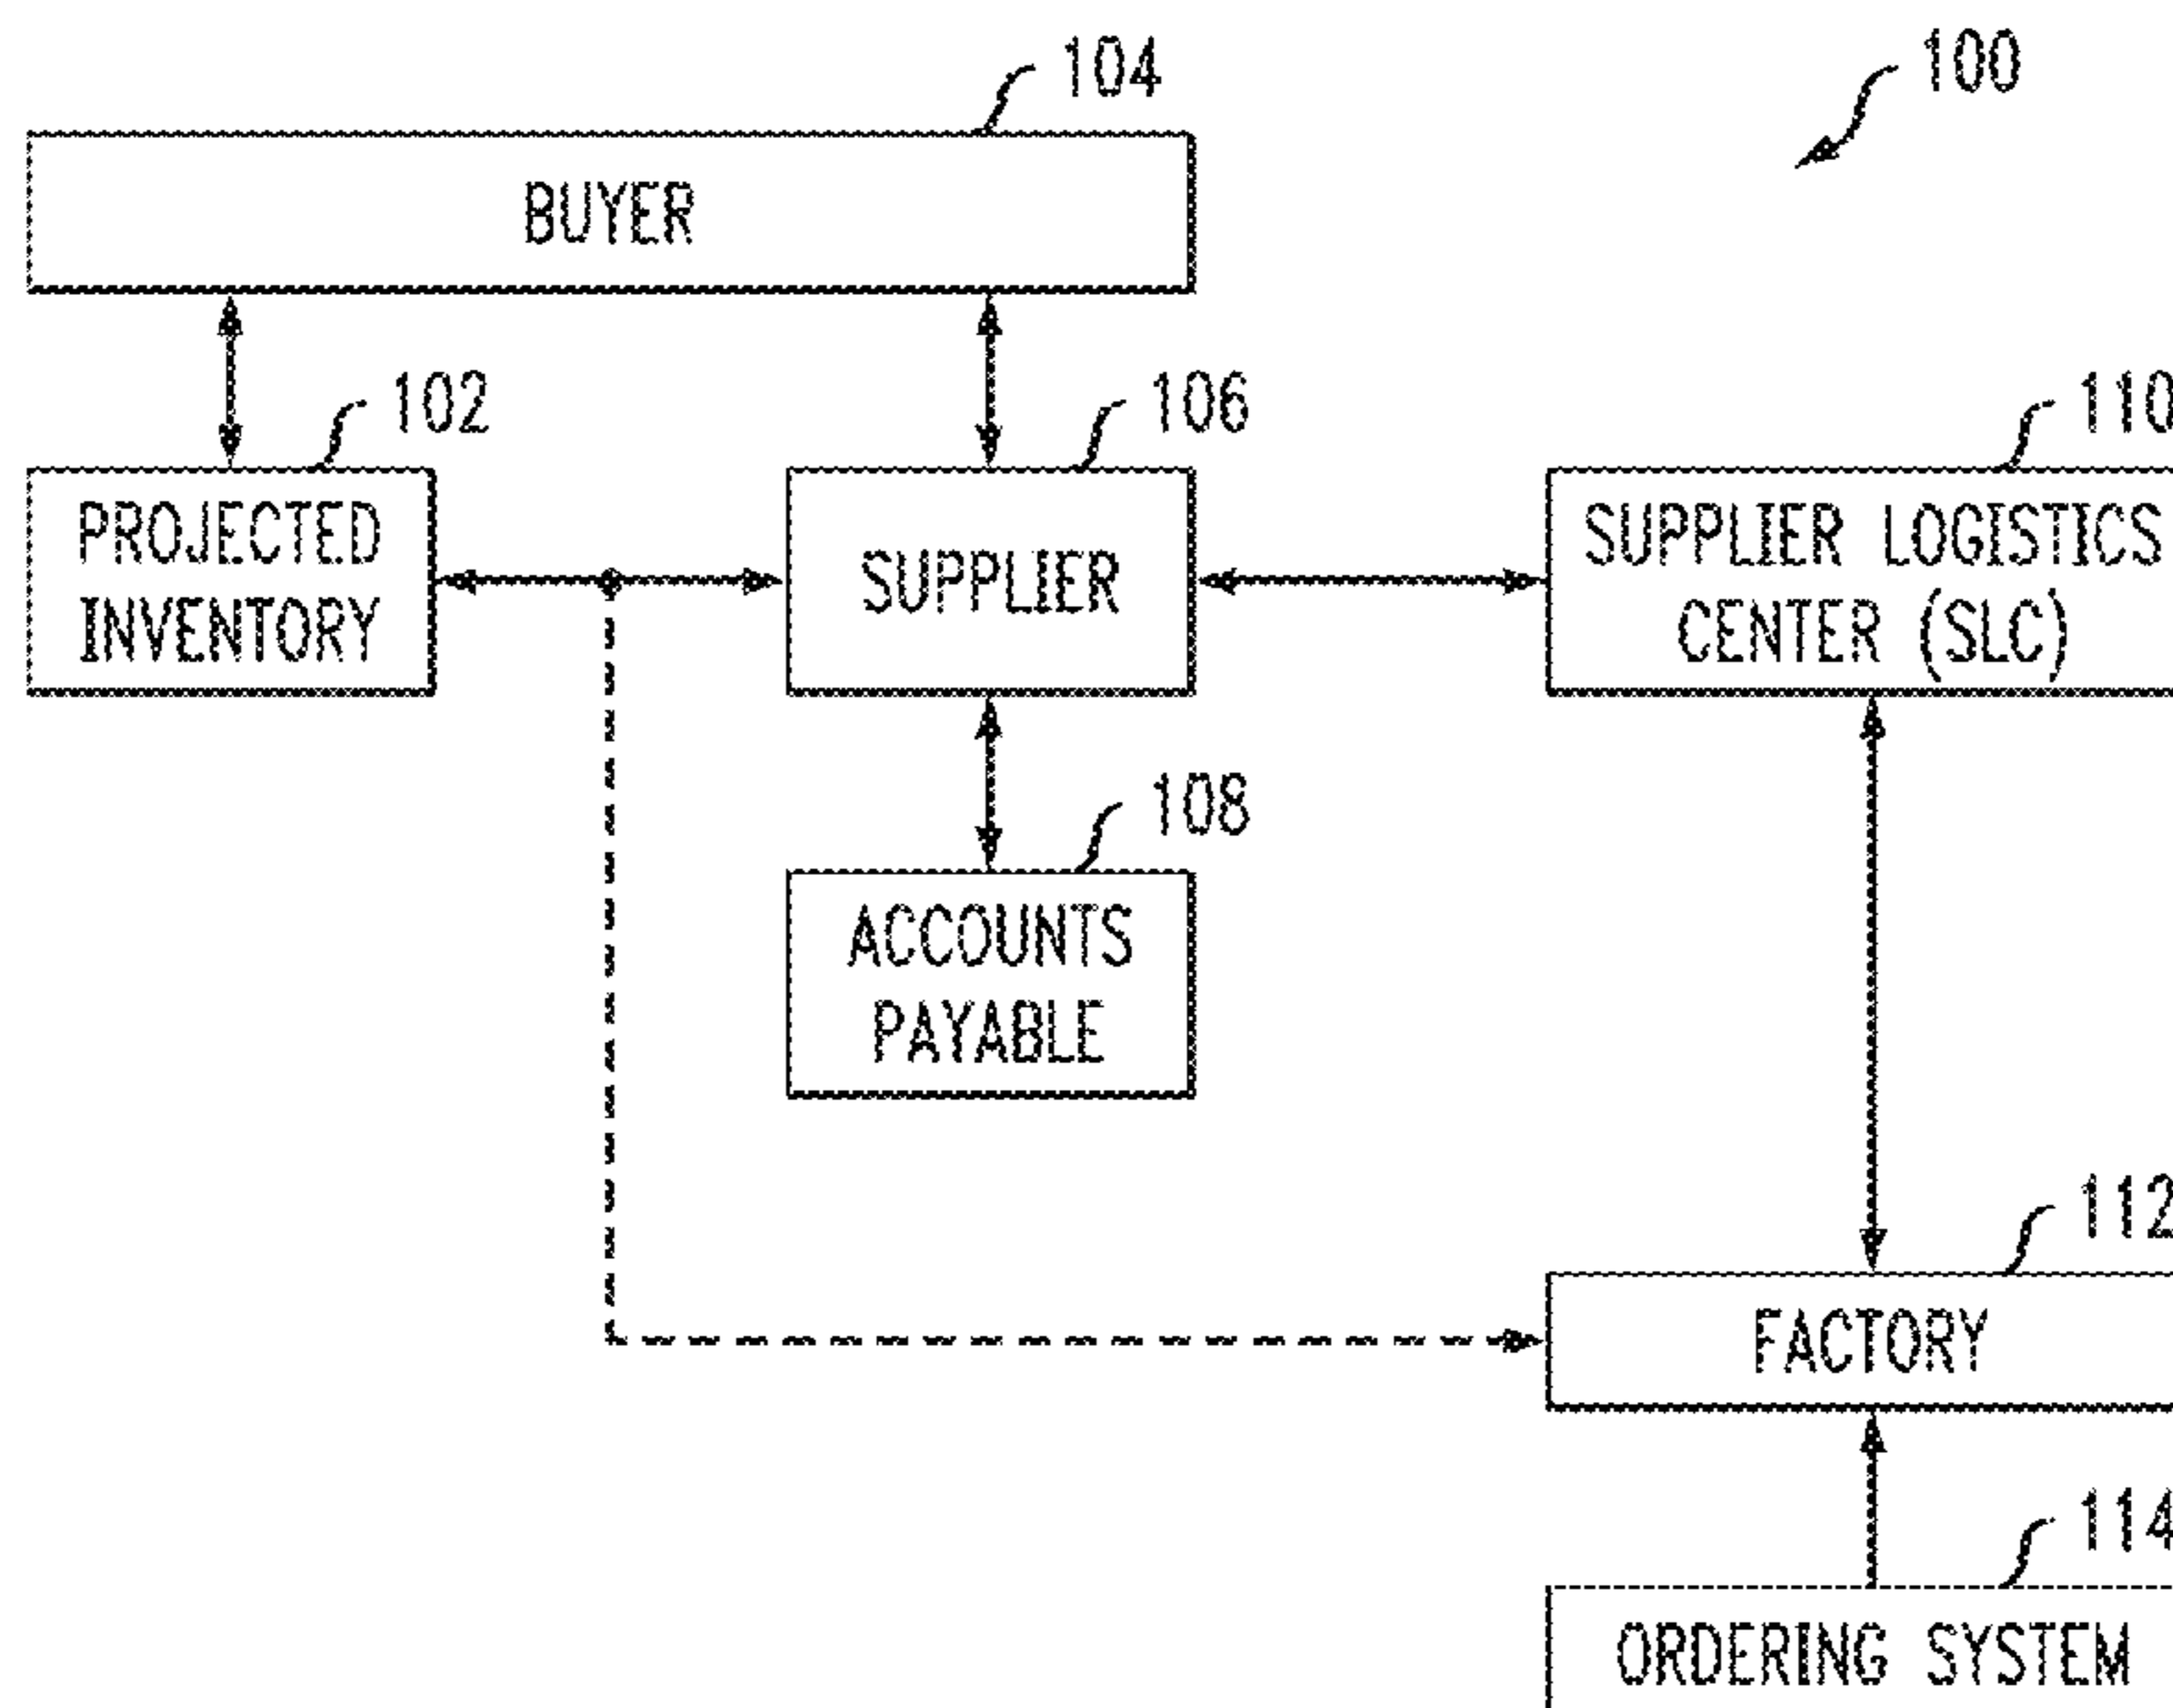 104
100
BUYER
102
106
110
PROJECTED
INVENTORY
SUPPLIER
SUPPLIER LOGISTICS
CENTER (SLC)
108
ACCOUNTS
PAYABLE
112
FACTORY
114
ORDERING SYSTEM